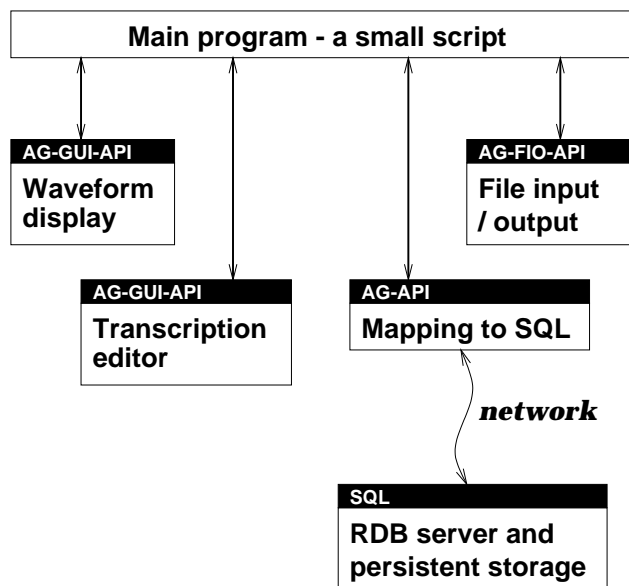 Main program - a small script
AG-GUI-API
Waveform
display
AG-FIO-API
File input
/ output
AG-GUI-API
Transcription
editor
AG-API
Mapping to SQL
network
SQL
RDB server and
persistent storage